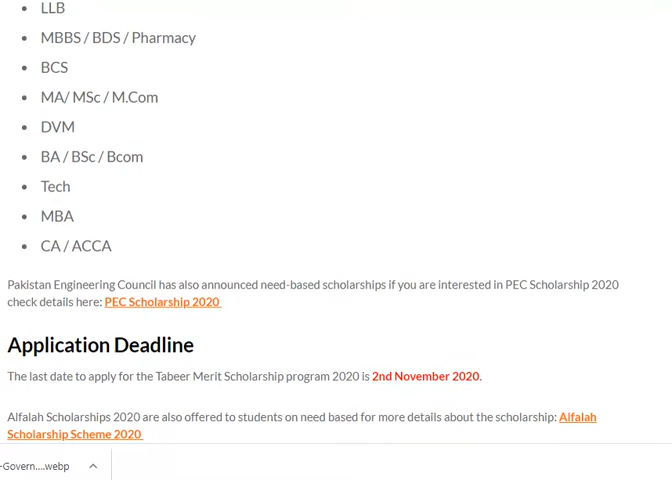 LLB
MBBS / BDS / Pharmacy
BCS
MA/ MSc / M.Com
DVM
BA / BSc / Bcom
Tech
MBA
CA / ACCA
Pakistan Engineering Council has also announced need-based scholarships if you are interested in PEC Scholarship 2020
check details here: PEC Scholarship 2020
Application Deadline
The last date to apply for the Tabeer Merit Scholarship program 2020 is 2nd November 2020.
Alfalah Scholarships 2020 are also offered to students on need based for more details about the scholarship: Alfalah
Scholarship Scheme 2020
-Govern....webp